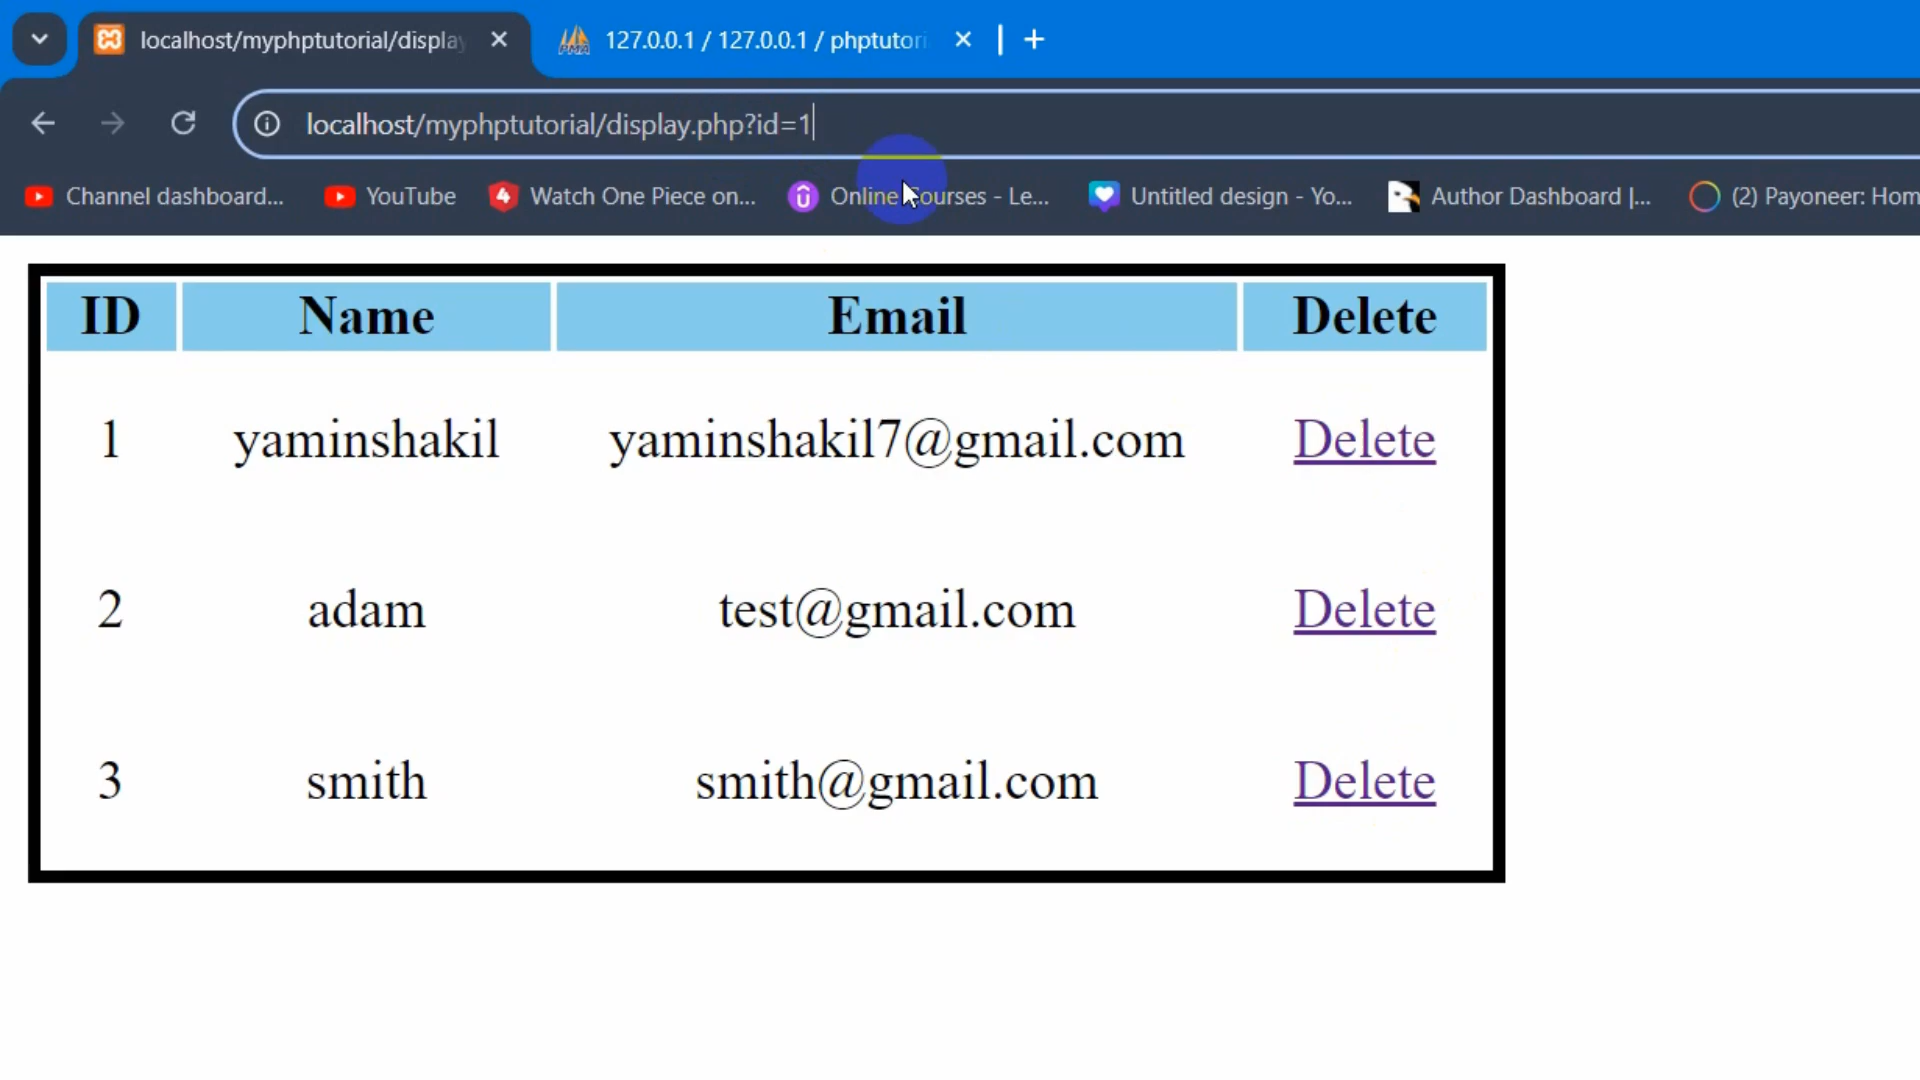 localhost/myphptutorial/display
127.0.0.1 / 127.0.0.1 / phptutori
localhost/myphptutorial/display.php?id=1
Channel dashboard... YouTube Watch One Piece on... Online Courses - Le... Untitled design - Yo... Author Dashboard |... (2) Payoneer: Hom
ID Name Email Delete
1 yaminshakil yaminshakil7@gmail.com Delete
2 adam test@gmail.com Delete
3 smith smith@gmail.com Delete